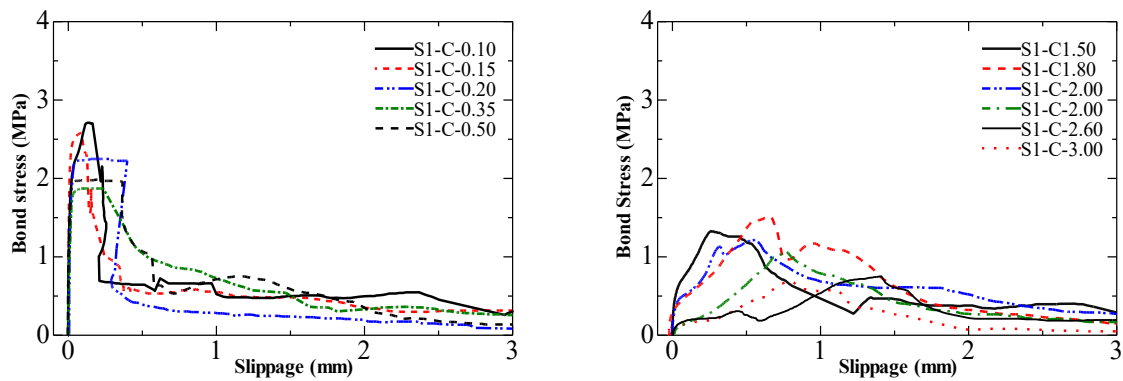 4
3
2
1
0
Bond stress (MPa)
S1-C-0.10
S1-C-0.15
S1-C-0.20
S1-C-0.35
S1-C-0.50
0 1 2 3
Slippage (mm)
4
3
2
1
0
Bond Stress (MPa)
S1-C1.50
S1-C1.80
S1-C-2.00
S1-C-2.00
S1-C-2.60
S1-C-3.00
0 1 2 3
Slippage (mm)